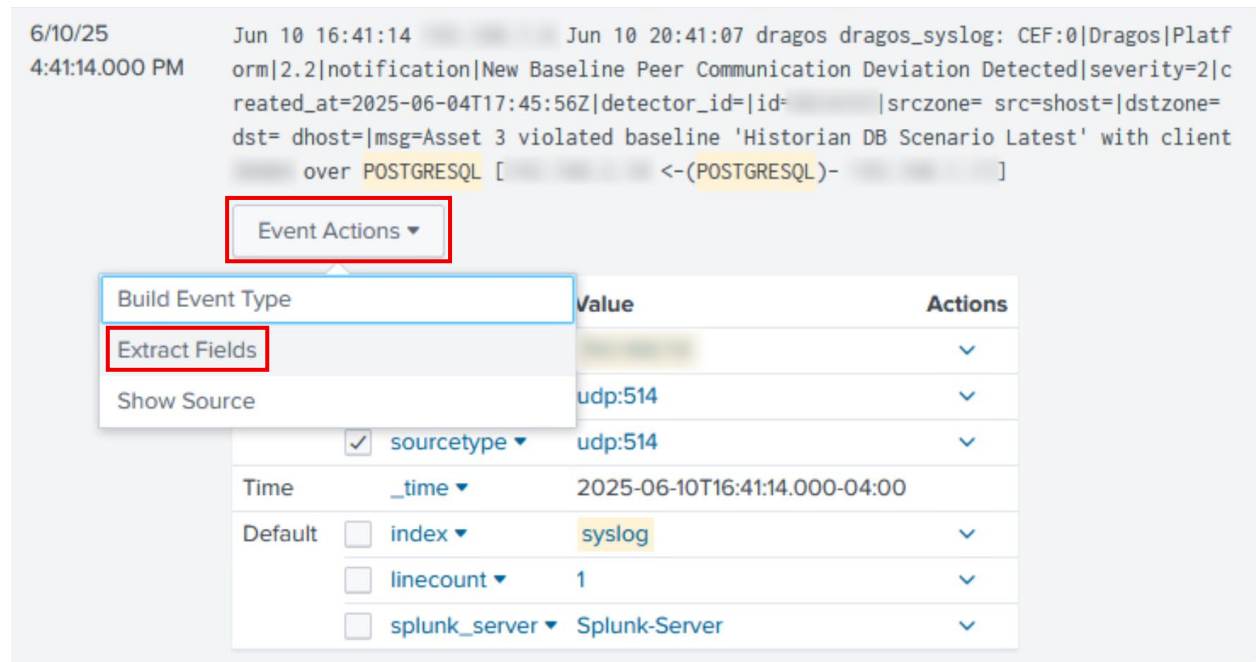 6/10/25
4:41:14.000 PM
Jun 10 16:41:14 Jun 10 20:41:07 dragos dragos_syslog: CEF:0|Dragos|Platf
orm|2.2|notification|New Baseline Peer Communication Deviation Detected|severity=2|c
reated_at=2025-06-04T17:45:56Z|detector_id=|id= |srczone= src=shost=|dstzone=
dst= dhost=|msg=Asset 3 violated baseline 'Historian DB Scenario Latest' with client
over POSTGRESQL [ <-(POSTGRESQL)- ]
Event Actions
Build Event Type
Extract Fields
Show Source
Value Actions
udp:514
sourcetype udp:514
Time _time 2025-06-10T16:41:14.000-04:00
Default index syslog
linecount 1
splunk_server Splunk-Server